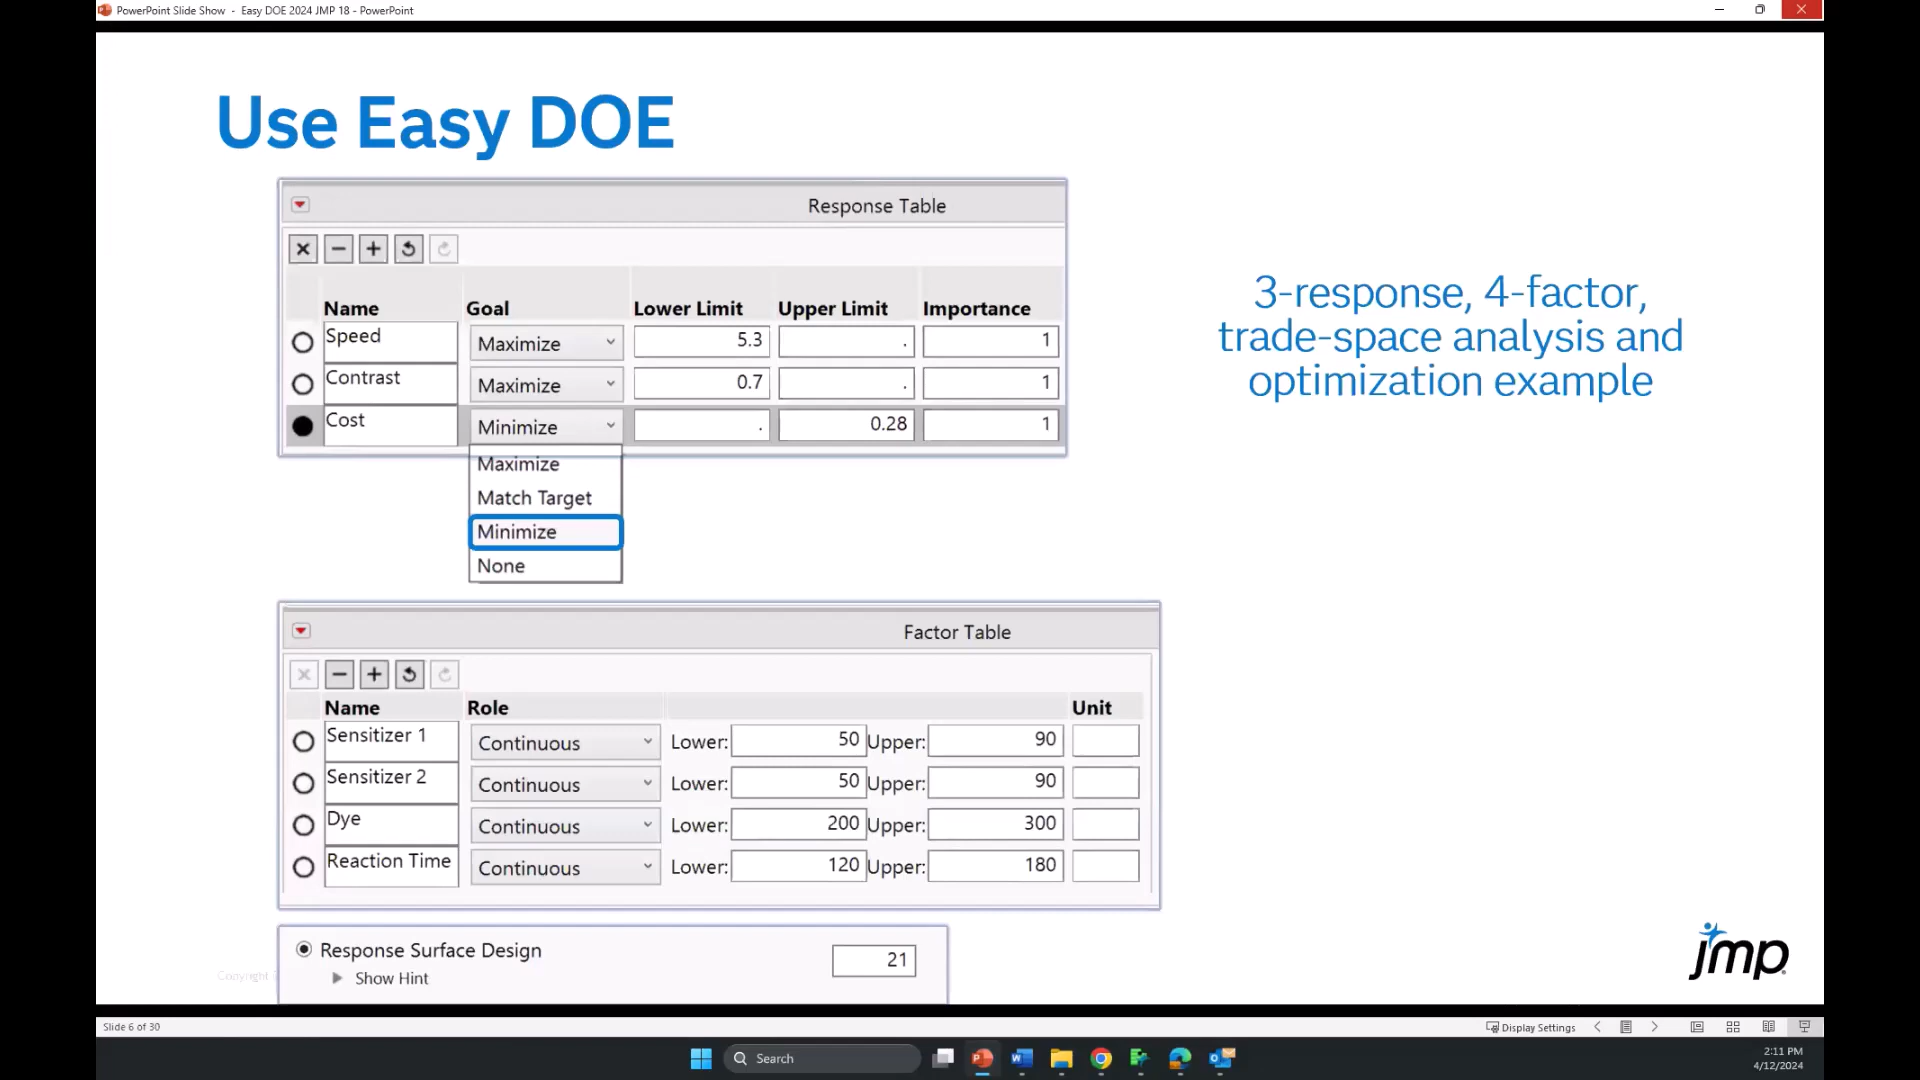 PowerPoint Slide Show - Easy DOE 2024 JMP 18 - PowerPoint
Use Easy DOE
Response Table
Name Goal Lower Limit Upper Limit Importance
Speed Maximize 5.3 . 1
Contrast Maximize 0.7 . 1
Cost Minimize . 0.28 1
Maximize
Match Target
Minimize
None
3-response, 4-factor,
trade-space analysis and
optimization example
Factor Table
Name Role Unit
Sensitizer 1 Continuous Lower: 50 Upper: 90
Sensitizer 2 Continuous Lower: 50 Upper: 90
Dye Continuous Lower: 200 Upper: 300
Reaction Time Continuous Lower: 120 Upper: 180
Response Surface Design 21
Show Hint
Copyright
jmp
Slide 6 of 30
Display Settings
Search
2:11 PM
4/12/2024